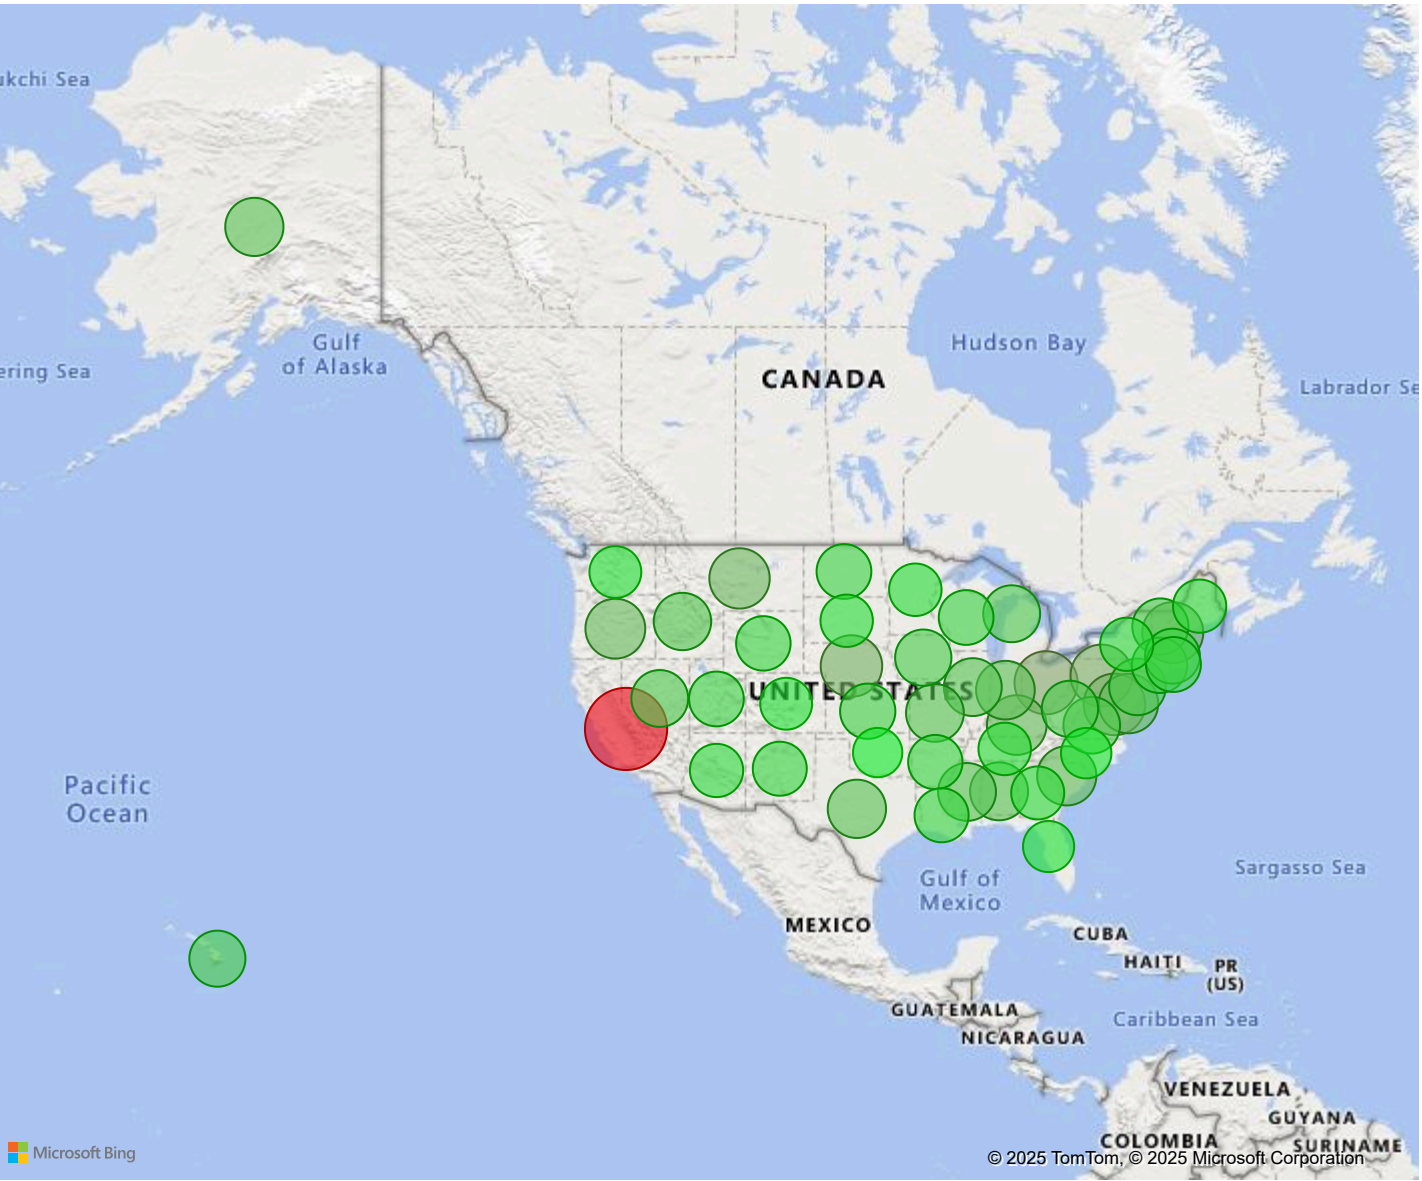 ukchi Sea
Gulf
of Alaska
Hudson Bay
ering Sea
CANADA
Labrador Se
UNITED STATES
Pacific
Ocean
Gulf of
Mexico
Sargasso Sea
MEXICO
CUBA
HAITI
PR
(US)
GUATEMALA
Caribbean Sea
NICARAGUA
VENEZUELA
GUYANA
COLOMBIA
SURINAME
Microsoft Bing
© 2025 TomTom, © 2025 Microsoft Corporation